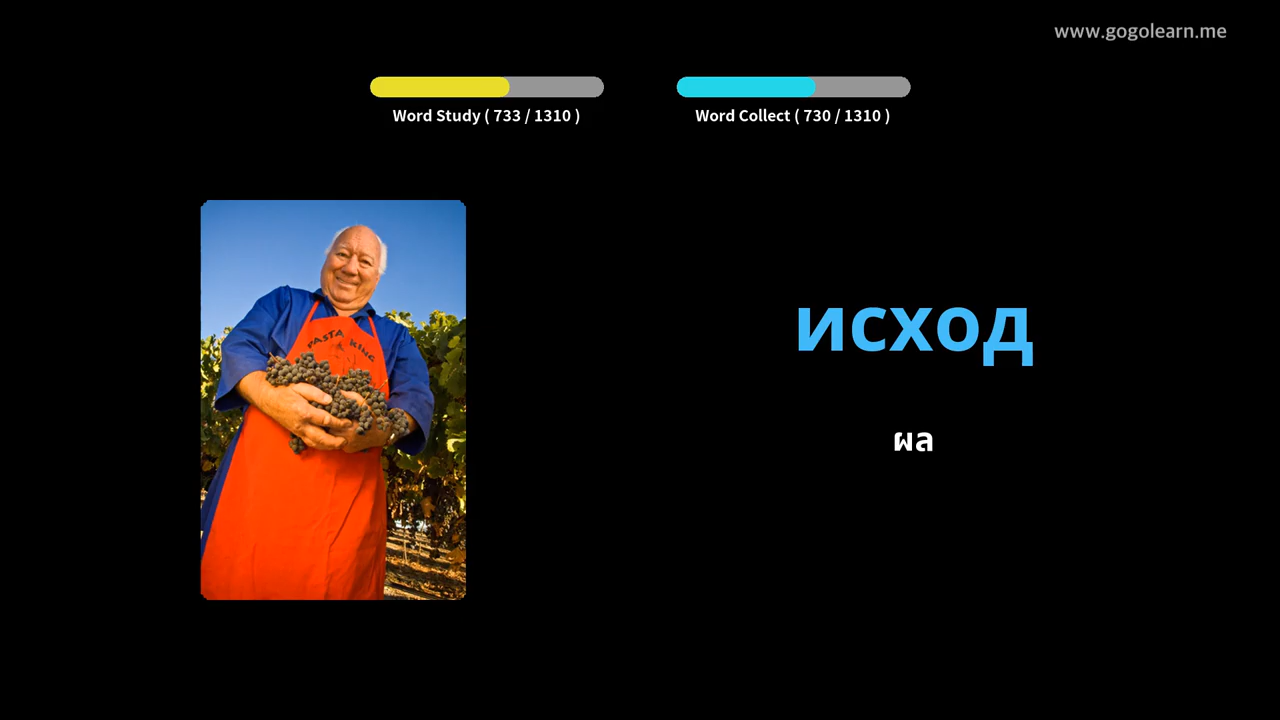 www.gogolearn.me
Word Study ( 733 / 1310 )
Word Collect ( 730 / 1310 )
PASTA KING
исход
ผล